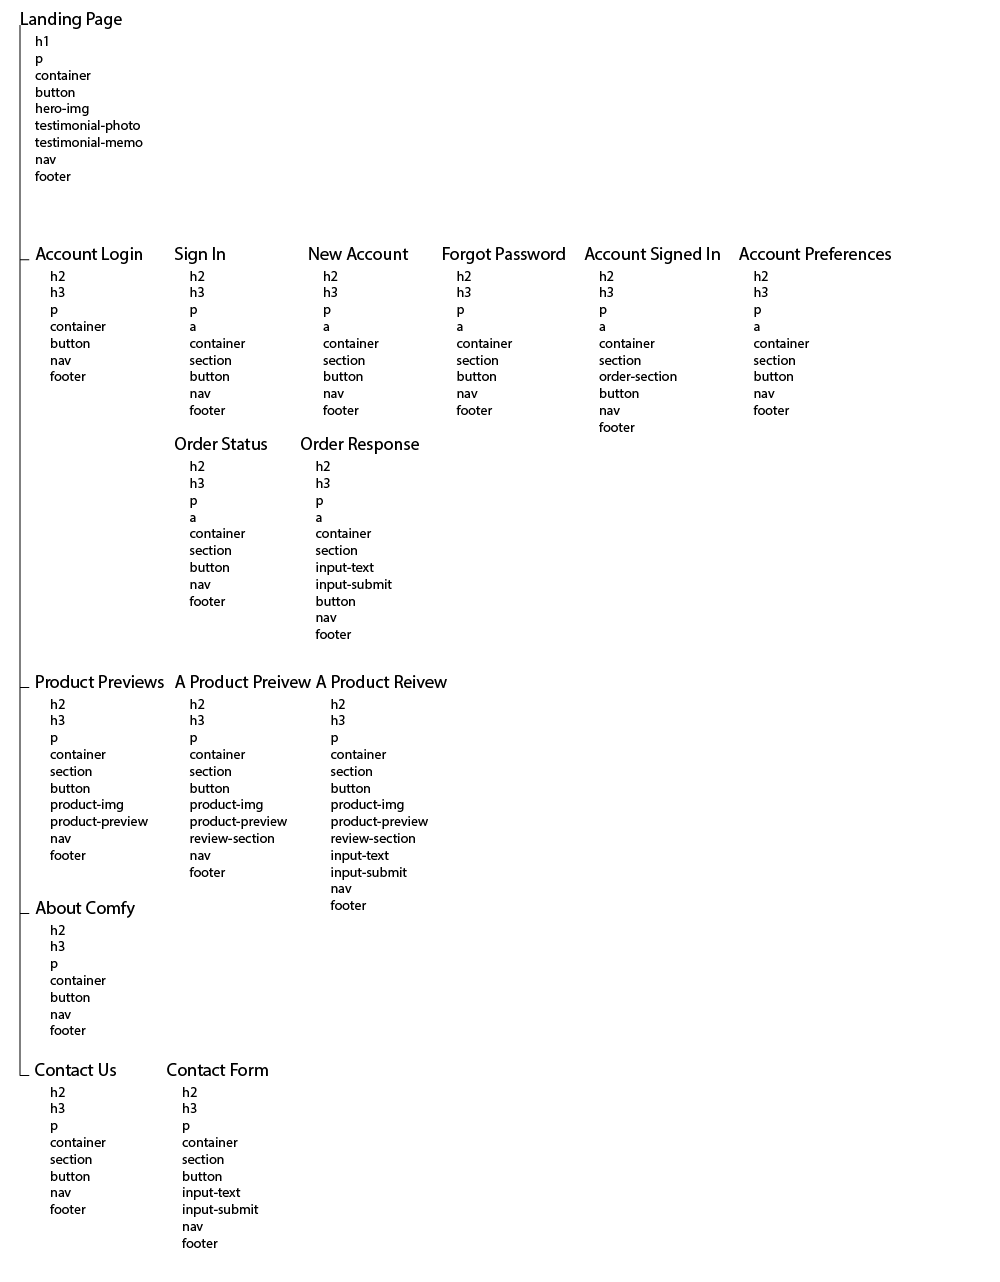 Landing Page
h1
p
container
button
hero-img
testimonial-photo
testimonial-memo
nav
footer
Account Login
h2
h3
p
container
button
nav
footer
Sign In
h2
h3
p
a
container
section
button
nav
footer
New Account
h2
h3
p
a
container
section
button
nav
footer
Forgot Password
h2
h3
p
a
container
section
button
nav
footer
Account Signed In
h2
h3
p
a
container
section
order-section
button
nav
footer
Account Preferences
h2
h3
p
a
container
section
button
nav
footer
Order Status
h2
h3
p
a
container
section
button
nav
footer
Order Response
h2
h3
p
a
container
section
input-text
input-submit
button
nav
footer
Product Previews
h2
h3
p
container
section
button
product-img
product-preview
nav
footer
A Product Preivew
h2
h3
p
container
section
button
product-img
product-preview
review-section
nav
footer
A Product Reivew
h2
h3
p
container
section
button
product-img
product-preview
review-section
input-text
input-submit
nav
footer
About Comfy
h2
h3
p
container
button
nav
footer
Contact Us
h2
h3
p
container
section
button
nav
footer
Contact Form
h2
h3
p
container
section
button
input-text
input-submit
nav
footer